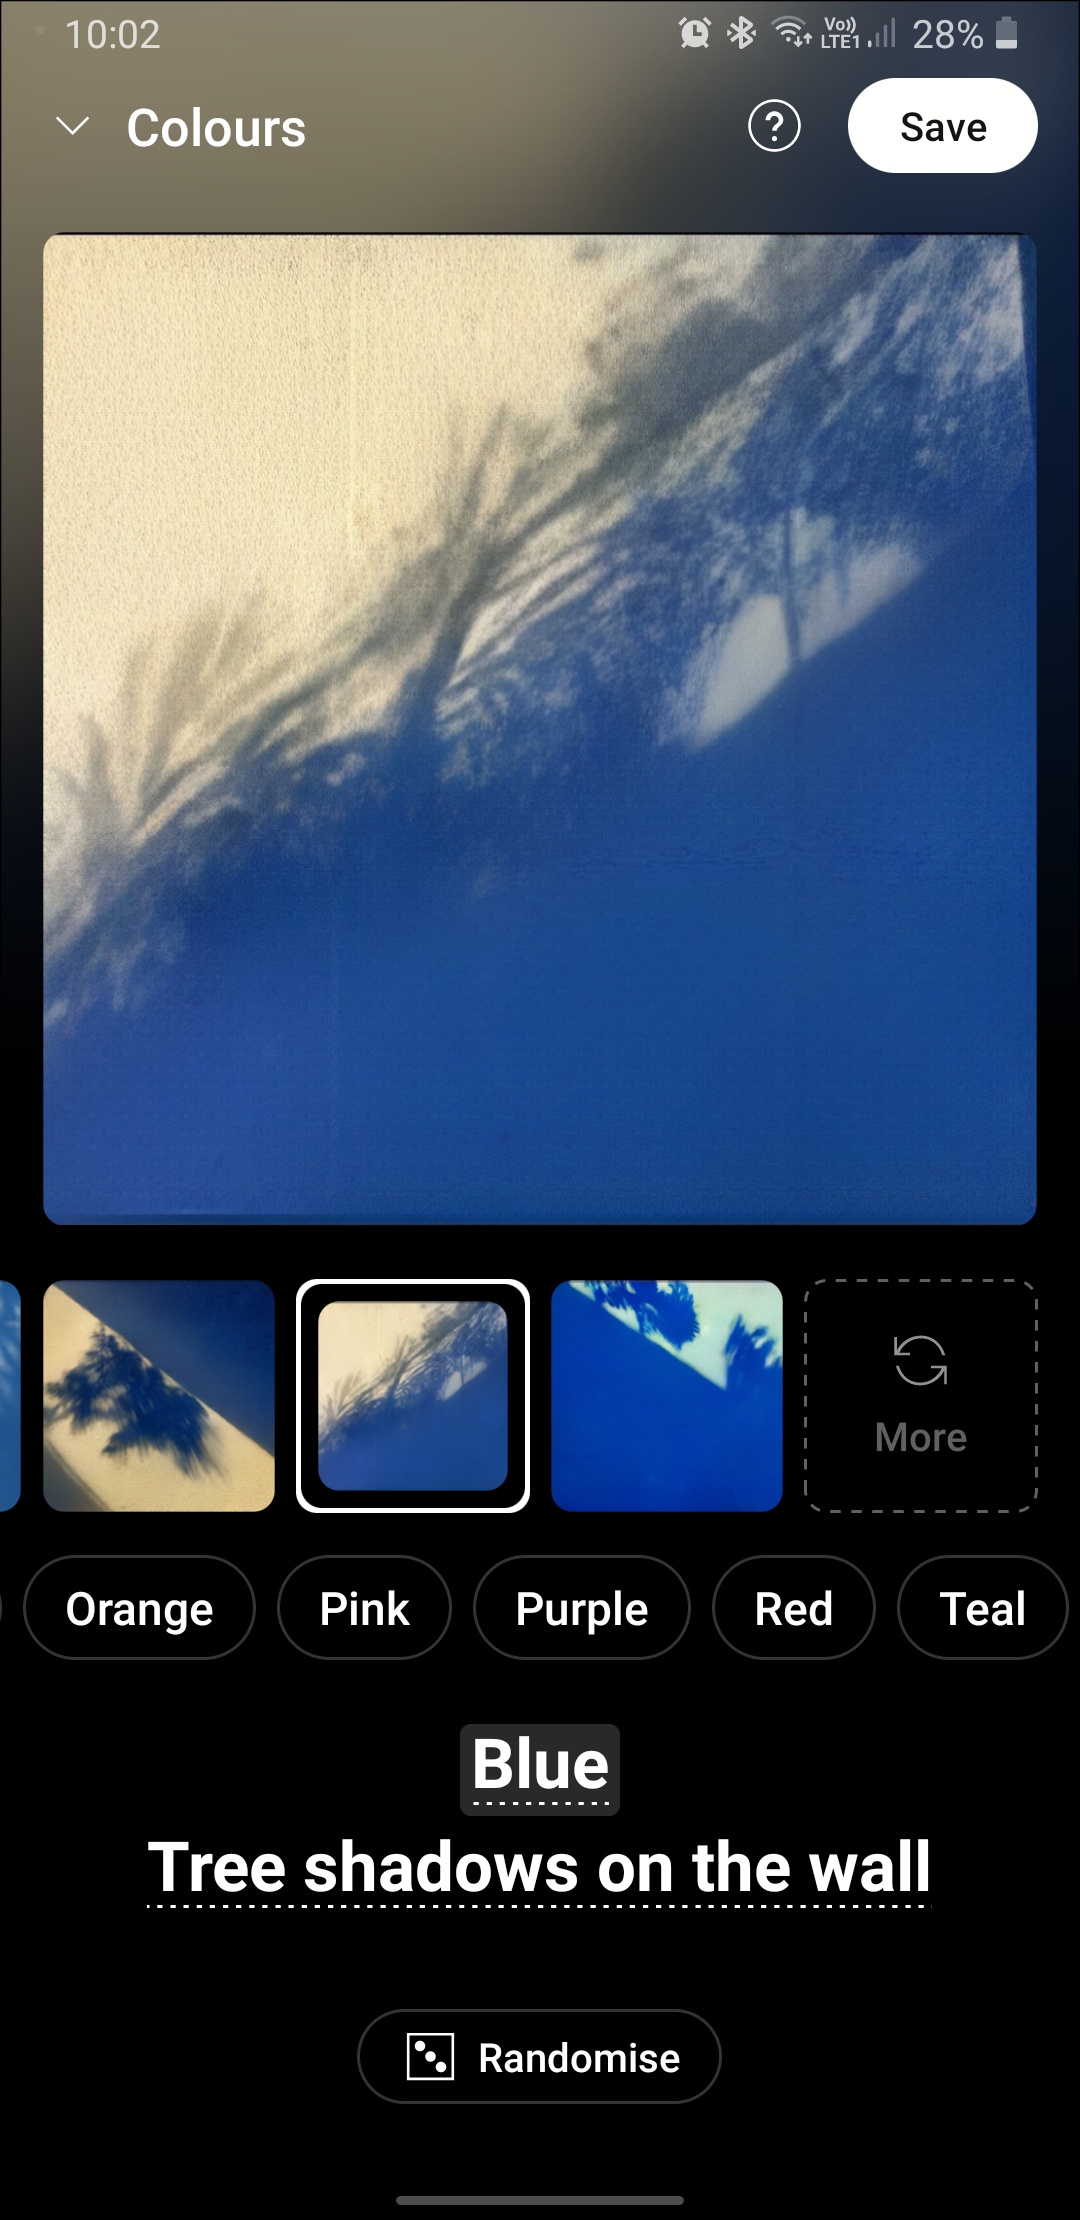 10:02
Vo)) LTE1
28%
Colours
?
Save
More
Orange
Pink
Purple
Red
Teal
Blue
Tree shadows on the wall
Randomise